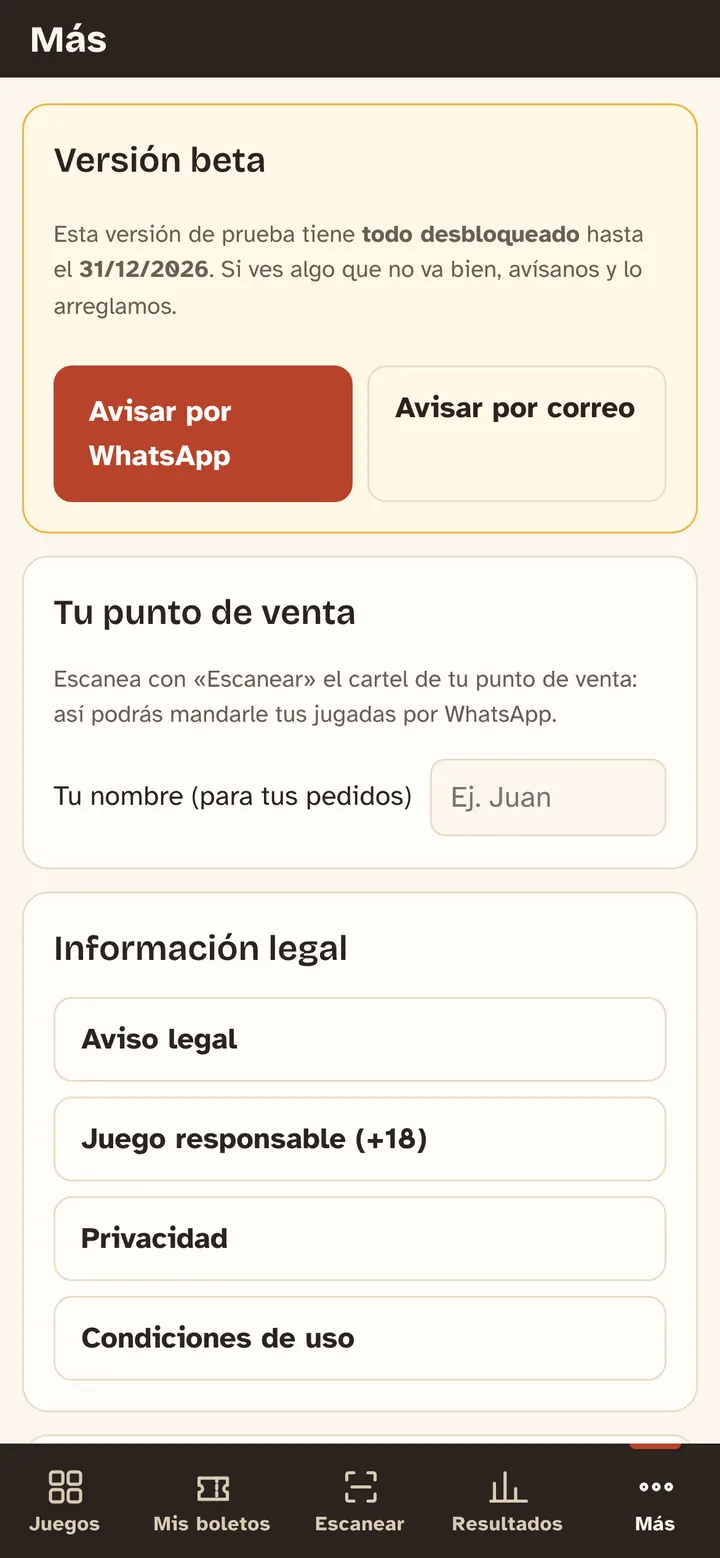 Más
Versión beta
Esta versión de prueba tiene todo desbloqueado hasta
el 31/12/2026. Si ves algo que no va bien, avísanos y lo
arreglamos.
Avisar por
WhatsApp
Avisar por correo
Tu punto de venta
Escanea con «Escanear» el cartel de tu punto de venta:
así podrás mandarle tus jugadas por WhatsApp.
Tu nombre (para tus pedidos)
Ej. Juan
Información legal
Aviso legal
Juego responsable (+18)
Privacidad
Condiciones de uso
Juegos
Mis boletos
Escanear
Resultados
Más